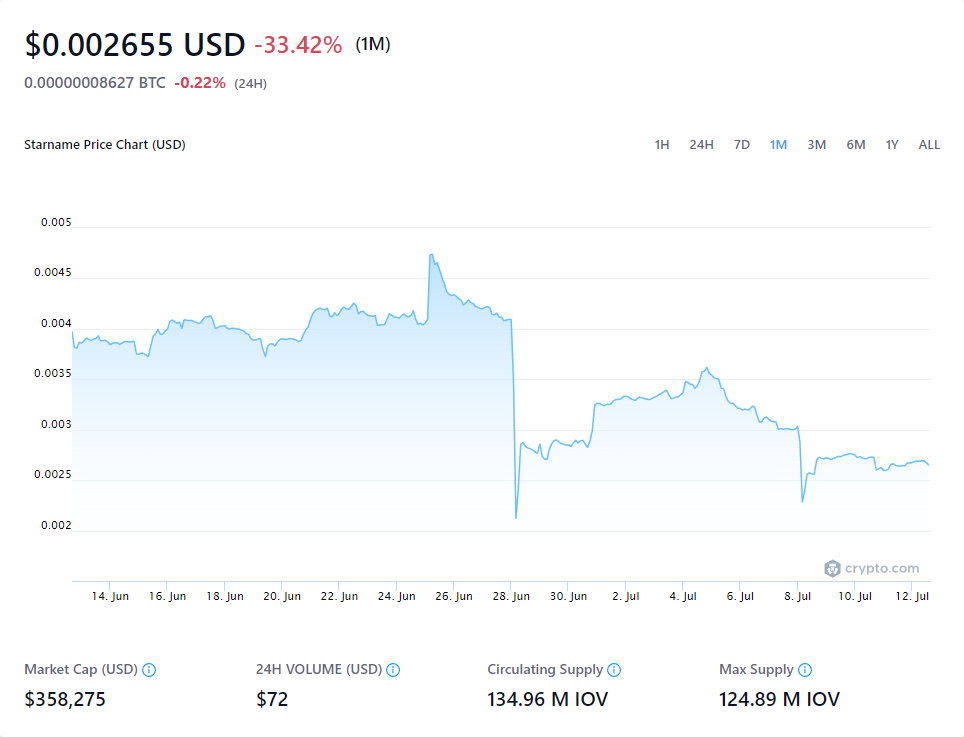 $0.002655 USD -33.42% (1M)
0.00000008627 BTC -0.22% (24H)
Starname Price Chart (USD) 1H 24H 7D 1M 3M 6M 1Y ALL
0.005
0.0045
0.004
0.0035
0.003
0.0025
0.002
crypto.com
14. Jun 16. Jun 18. Jun 20. Jun 22. Jun 24. Jun 26. Jun 28. Jun 30. Jun 2. Jul 4. Jul 6. Jul 8. Jul 10. Jul 12. Jul
Market Cap (USD) 24H VOLUME (USD) Circulating Supply Max Supply
$358,275 $72 134.96 M IOV 124.89 M IOV